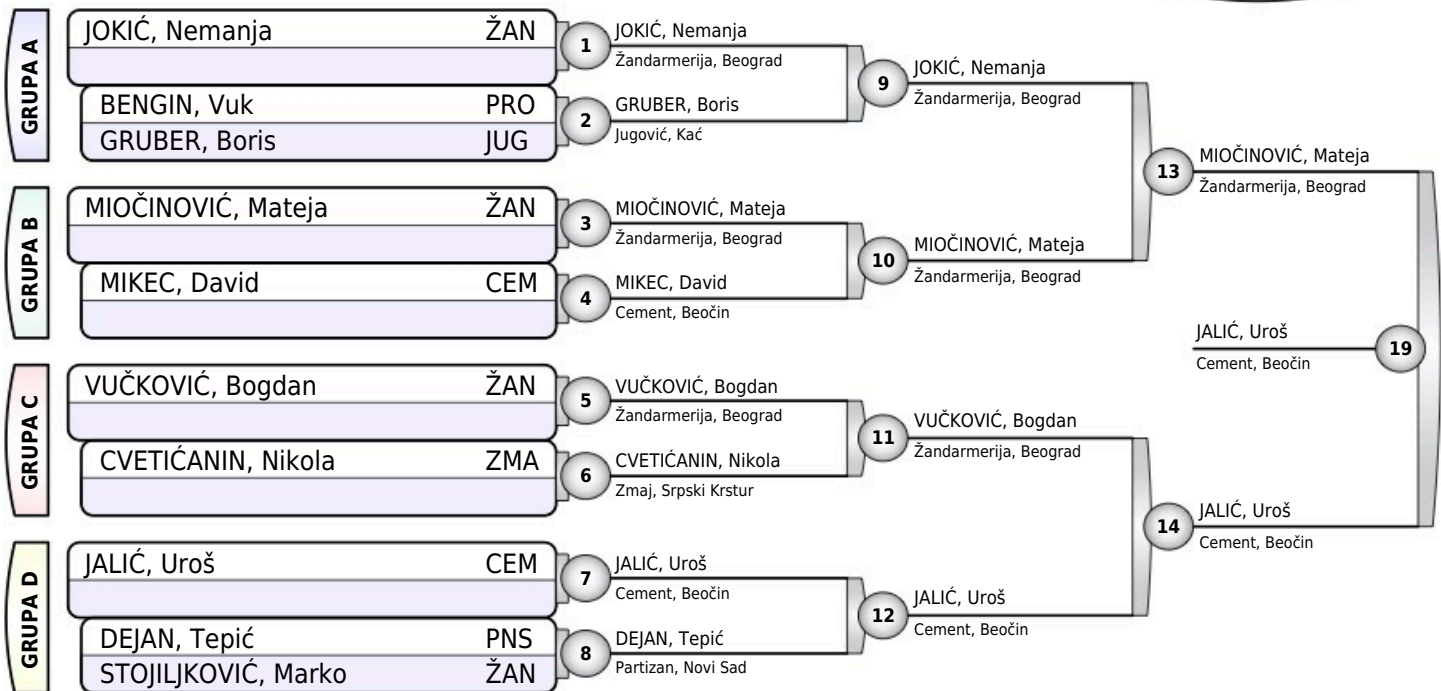 GRUPA A
JOKIĆ, Nemanja ŽAN
BENGIN, Vuk PRO
GRUBER, Boris JUG
GRUPA B
MIOČINOVIĆ, Mateja ŽAN
MIKEC, David CEM
GRUPA C
VUČKOVIĆ, Bogdan ŽAN
CVETIĆANIN, Nikola ZMA
GRUPA D
JALIĆ, Uroš CEM
DEJAN, Tepić PNS
STOJILJKOVIĆ, Marko ŽAN
1
JOKIĆ, Nemanja
Žandarmerija, Beograd
2
GRUBER, Boris
Jugović, Kać
3
MIOČINOVIĆ, Mateja
Žandarmerija, Beograd
4
MIKEC, David
Cement, Beočin
5
VUČKOVIĆ, Bogdan
Žandarmerija, Beograd
6
CVETIĆANIN, Nikola
Zmaj, Srpski Krstur
7
JALIĆ, Uroš
Cement, Beočin
8
DEJAN, Tepić
Partizan, Novi Sad
9
JOKIĆ, Nemanja
Žandarmerija, Beograd
10
MIOČINOVIĆ, Mateja
Žandarmerija, Beograd
11
VUČKOVIĆ, Bogdan
Žandarmerija, Beograd
12
JALIĆ, Uroš
Cement, Beočin
13
MIOČINOVIĆ, Mateja
Žandarmerija, Beograd
14
JALIĆ, Uroš
Cement, Beočin
JALIĆ, Uroš
Cement, Beočin
19